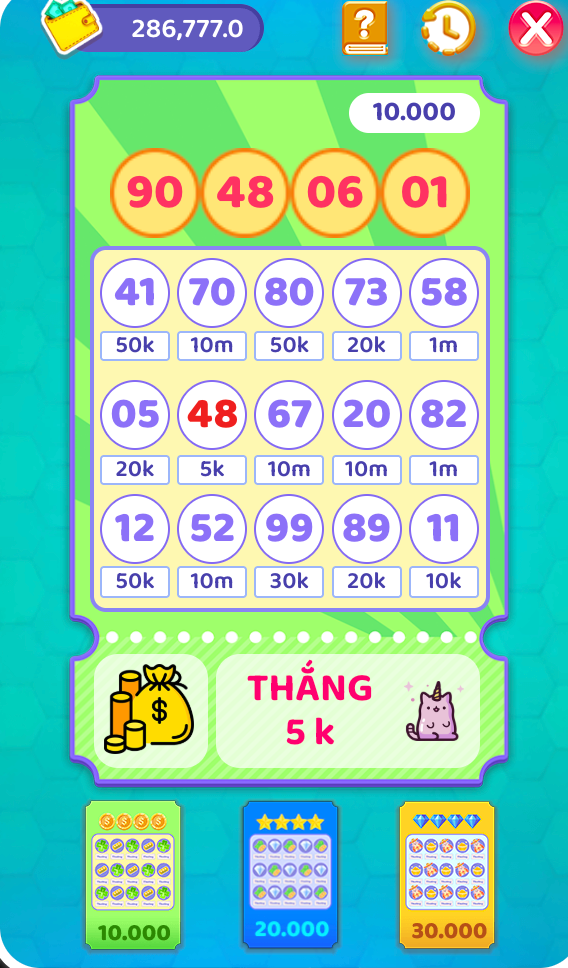 286,777.0
?
10.000
90 48 06 01
41 70 80 73 58
50k 10m 50k 20k 1m
05 48 67 20 82
20k 5k 10m 10m 1m
12 52 99 89 11
50k 10m 30k 20k 10k
$
THẮNG
5 k
10.000 20.000 30.000